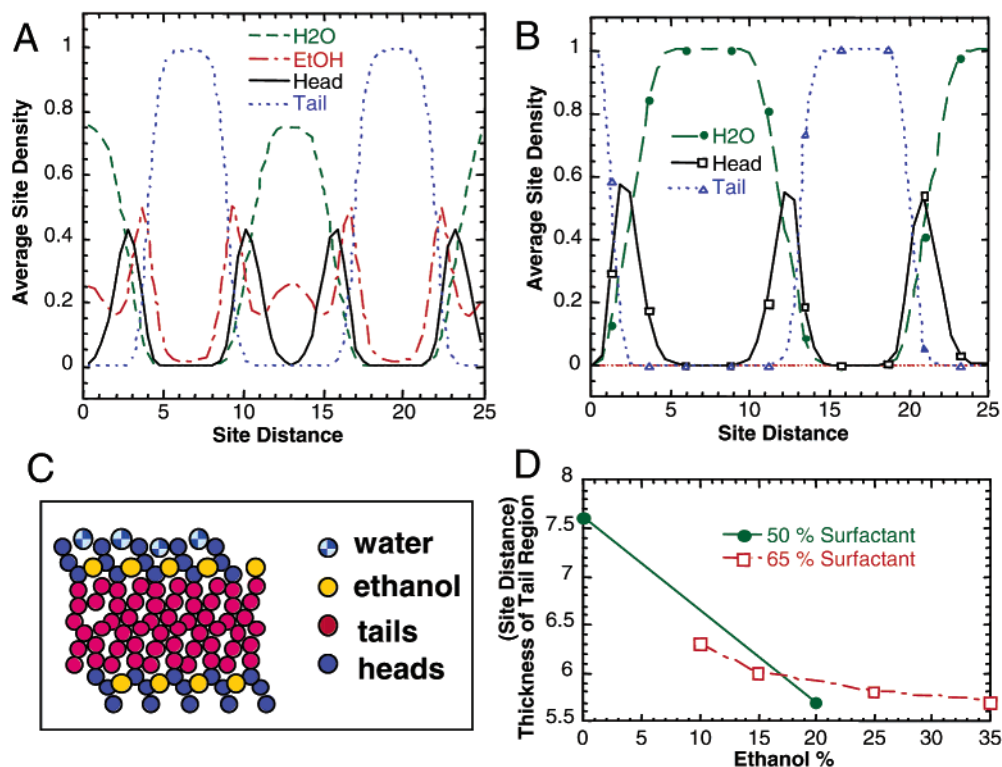 A
H2O
EtOH
Head
Tail
1
0.8
0.6
0.4
0.2
0
Average Site Density
0 5 10 15 20 25
Site Distance
B
H2O
Head
Tail
1
0.8
0.6
0.4
0.2
0
Average Site Density
0 5 10 15 20 25
Site Distance
C
water
ethanol
tails
heads
D
50 % Surfactant
65 % Surfactant
8
7.5
7
6.5
6
5.5
(Site Distance)
Thickness of Tail Region
0 5 10 15 20 25 30 35
Ethanol %